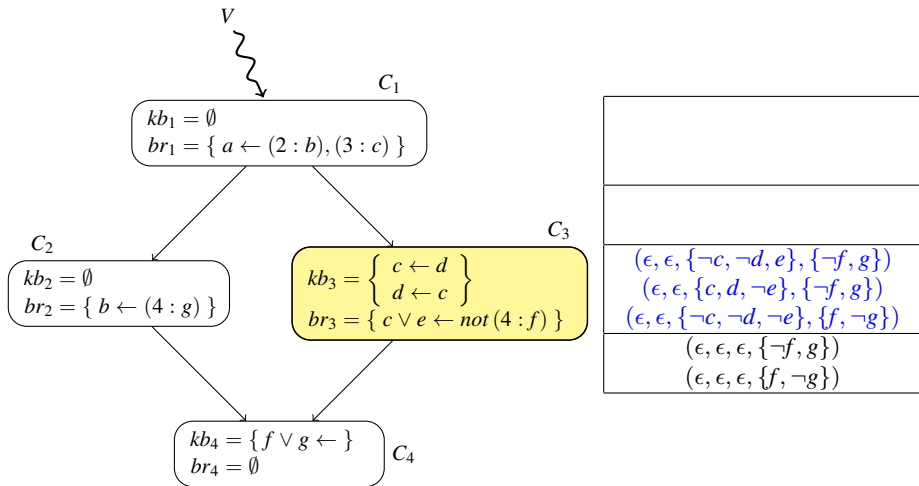 V
C₁
kb₁ = ∅
br₁ = { a ← (2 : b), (3 : c) }
C₂
kb₂ = ∅
br₂ = { b ← (4 : g) }
C₃
kb₃ = { c ← d
d ← c }
br₃ = { c ∨ e ← not (4 : f) }
(ϵ, ϵ, {¬c, ¬d, e}, {¬f, g})
(ϵ, ϵ, {c, d, ¬e}, {¬f, g})
(ϵ, ϵ, {¬c, ¬d, ¬e}, {f, ¬g})
(ϵ, ϵ, ϵ, {¬f, g})
(ϵ, ϵ, ϵ, {f, ¬g})
kb₄ = { f ∨ g ← }
br₄ = ∅
C₄